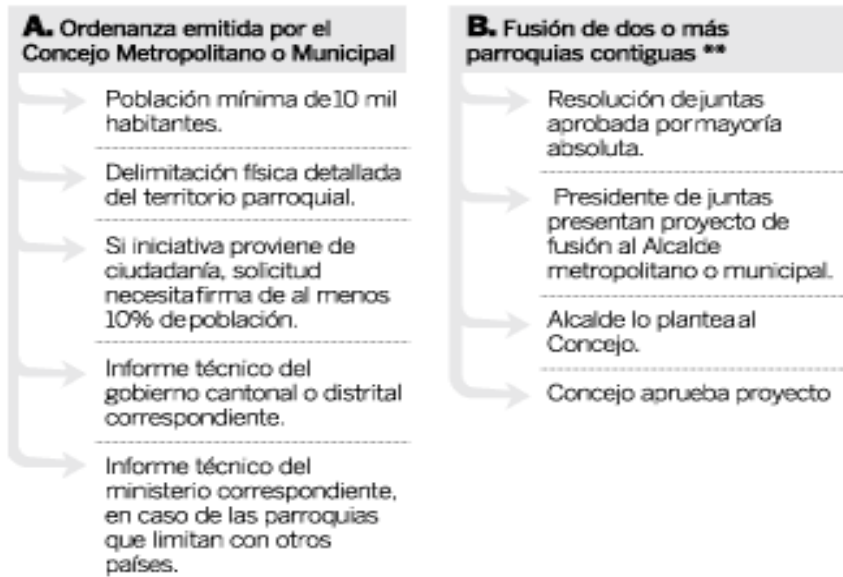 A. Ordenanza emitida por el
Concejo Metropolitano o Municipal
Población mínima de 10 mil
habitantes.
Delimitación física detallada
del territorio parroquial.
Si iniciativa proviene de
ciudadanía, solicitud
necesita firma de al menos
10% de población.
Informe técnico del
gobierno cantonal o distrital
correspondiente.
Informe técnico del
ministerio correspondiente,
en caso de las parroquias
que limitan con otros
países.
B. Fusión de dos o más
parroquias contiguas **
Resolución de juntas
aprobada por mayoría
absoluta.
Presidente de juntas
presentan proyecto de
fusión al Alcalde
metropolitano o municipal.
Alcalde lo plantea al
Concejo.
Concejo aprueba proyecto